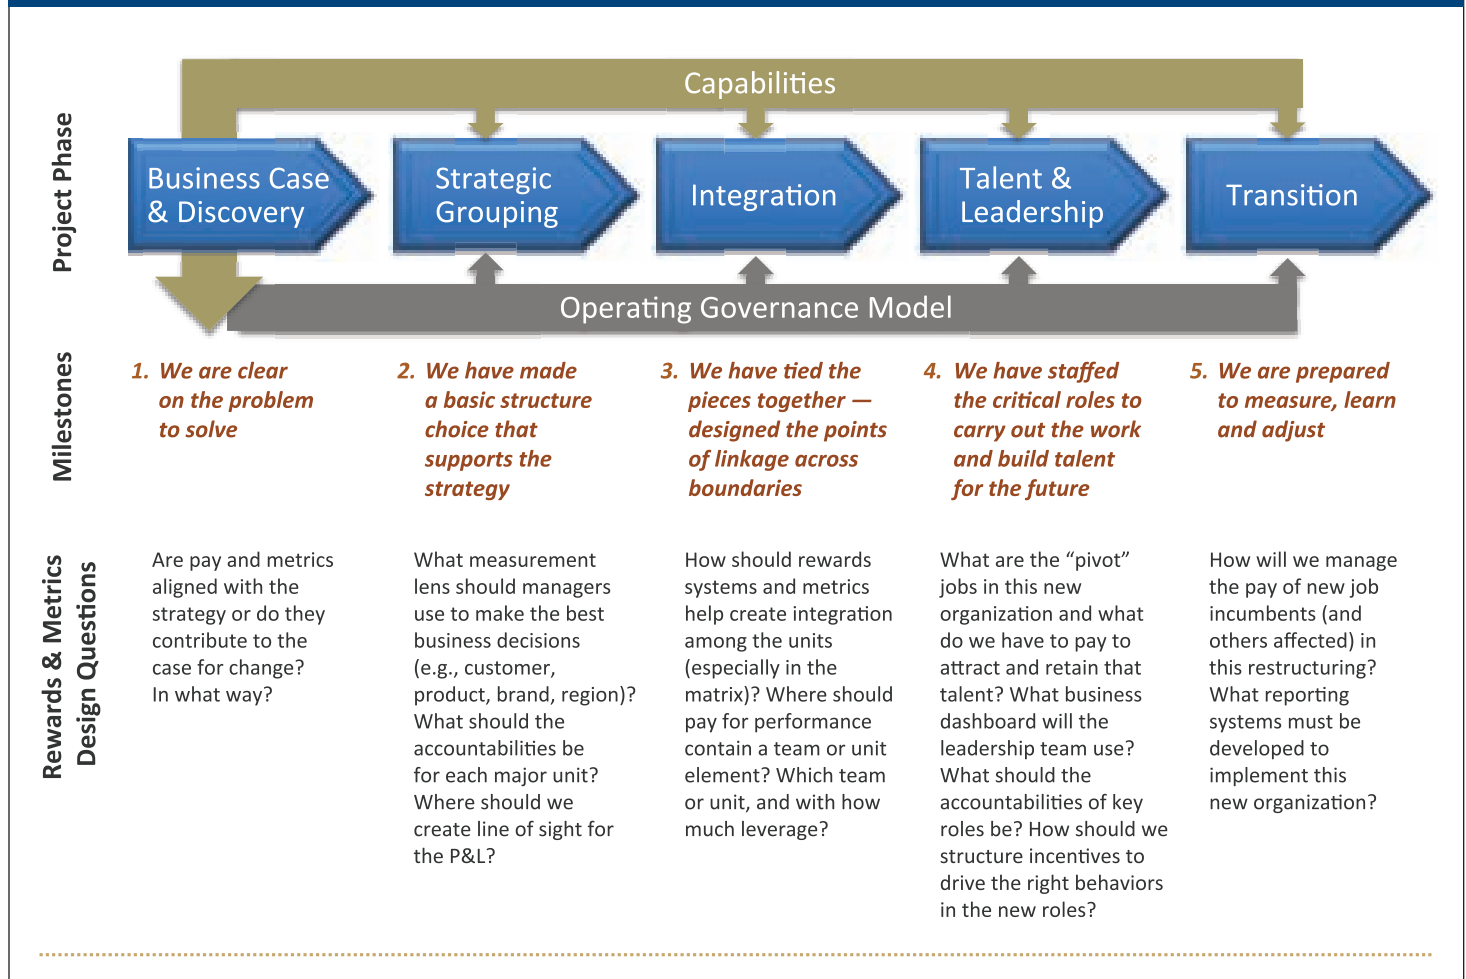 Capabilities
Project Phase
Business Case
& Discovery
Strategic
Grouping
Integration
Talent &
Leadership
Transition
Operating Governance Model
Milestones
1. We are clear
on the problem
to solve
2. We have made
a basic structure
choice that
supports the
strategy
3. We have tied the
pieces together —
designed the points
of linkage across
boundaries
4. We have staffed
the critical roles to
carry out the work
and build talent
for the future
5. We are prepared
to measure, learn
and adjust
Rewards & Metrics
Design Questions
Are pay and metrics
aligned with the
strategy or do they
contribute to the
case for change?
In what way?
What measurement
lens should managers
use to make the best
business decisions
(e.g., customer,
product, brand, region)?
What should the
accountabilities be
for each major unit?
Where should we
create line of sight for
the P&L?
How should rewards
systems and metrics
help create integration
among the units
(especially in the
matrix)? Where should
pay for performance
contain a team or unit
element? Which team
or unit, and with how
much leverage?
What are the “pivot”
jobs in this new
organization and what
do we have to pay to
attract and retain that
talent? What business
dashboard will the
leadership team use?
What should the
accountabilities of key
roles be? How should we
structure incentives to
drive the right behaviors
in the new roles?
How will we manage
the pay of new job
incumbents (and
others affected) in
this restructuring?
What reporting
systems must be
developed to
implement this
new organization?